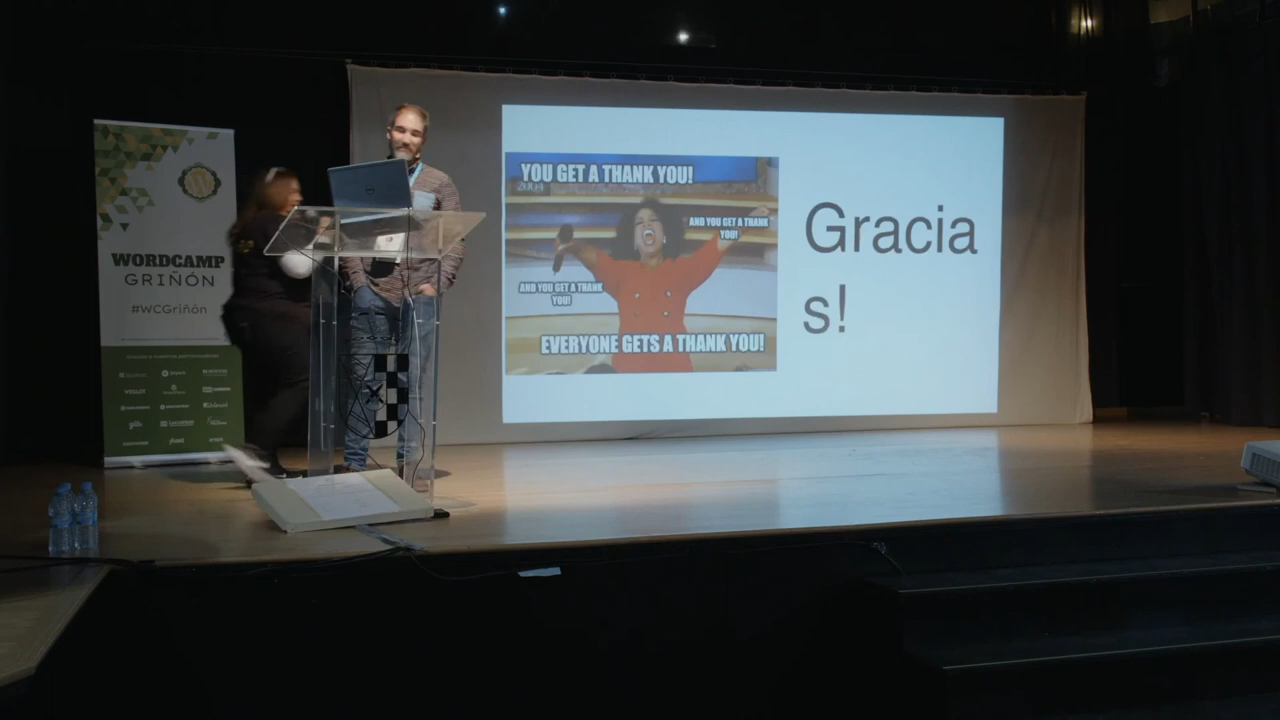 WORDCAMP
GRIÑÓN
#WCGriñón
YOU GET A THANK YOU!
2004
AND YOU GET A THANK
YOU!
AND YOU GET A THANK
YOU!
EVERYONE GETS A THANK YOU!
Gracia
s!